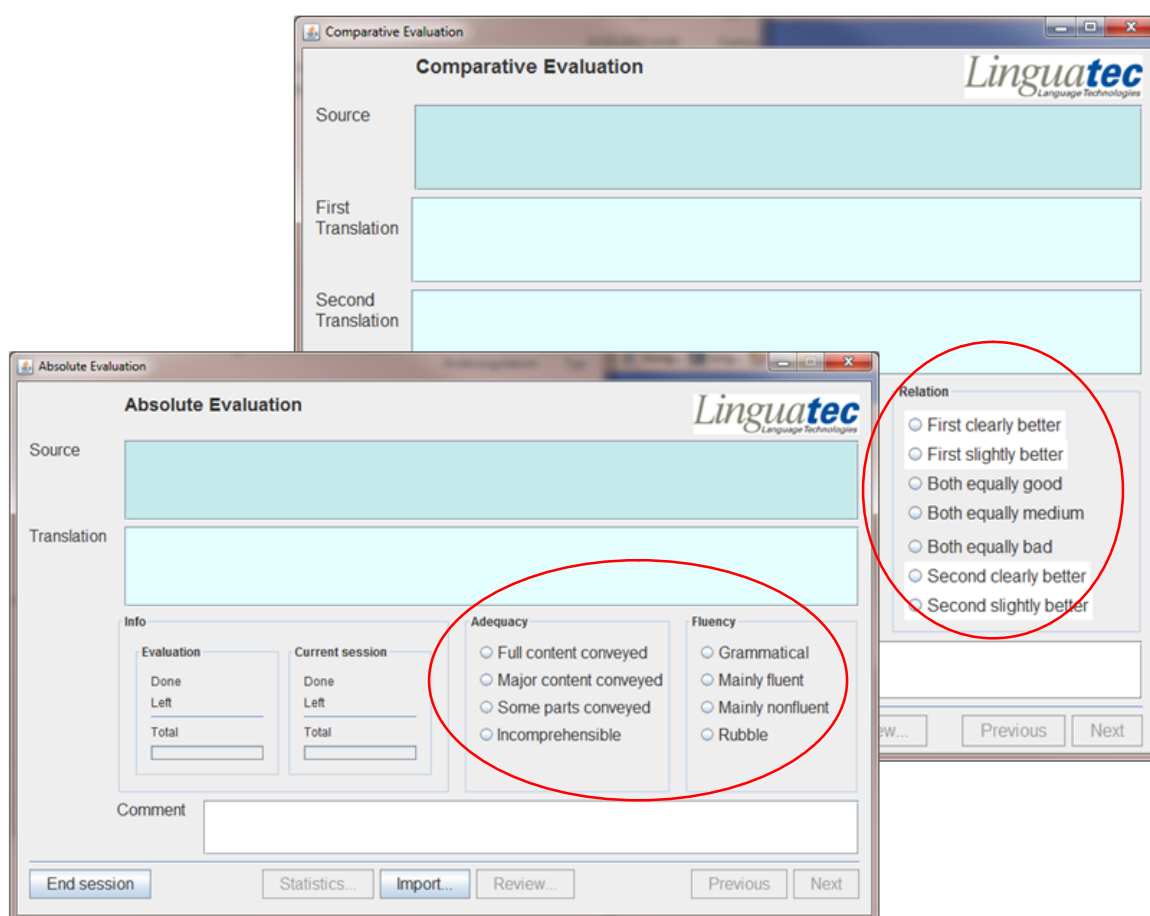 Comparative Evaluation
Comparative Evaluation
Linguatec
Language Technologies
Source
First
Translation
Second
Translation
Relation
First clearly better
First slightly better
Both equally good
Both equally medium
Both equally bad
Second clearly better
Second slightly better
Previous
Next
Absolute Evaluation
Absolute Evaluation
Linguatec
Language Technologies
Source
Translation
Info
Evaluation
Done
Left
Total
Current session
Done
Left
Total
Adequacy
Full content conveyed
Major content conveyed
Some parts conveyed
Incomprehensible
Fluency
Grammatical
Mainly fluent
Mainly nonfluent
Rubble
Comment
End session
Statistics...
Import...
Review...
Previous
Next